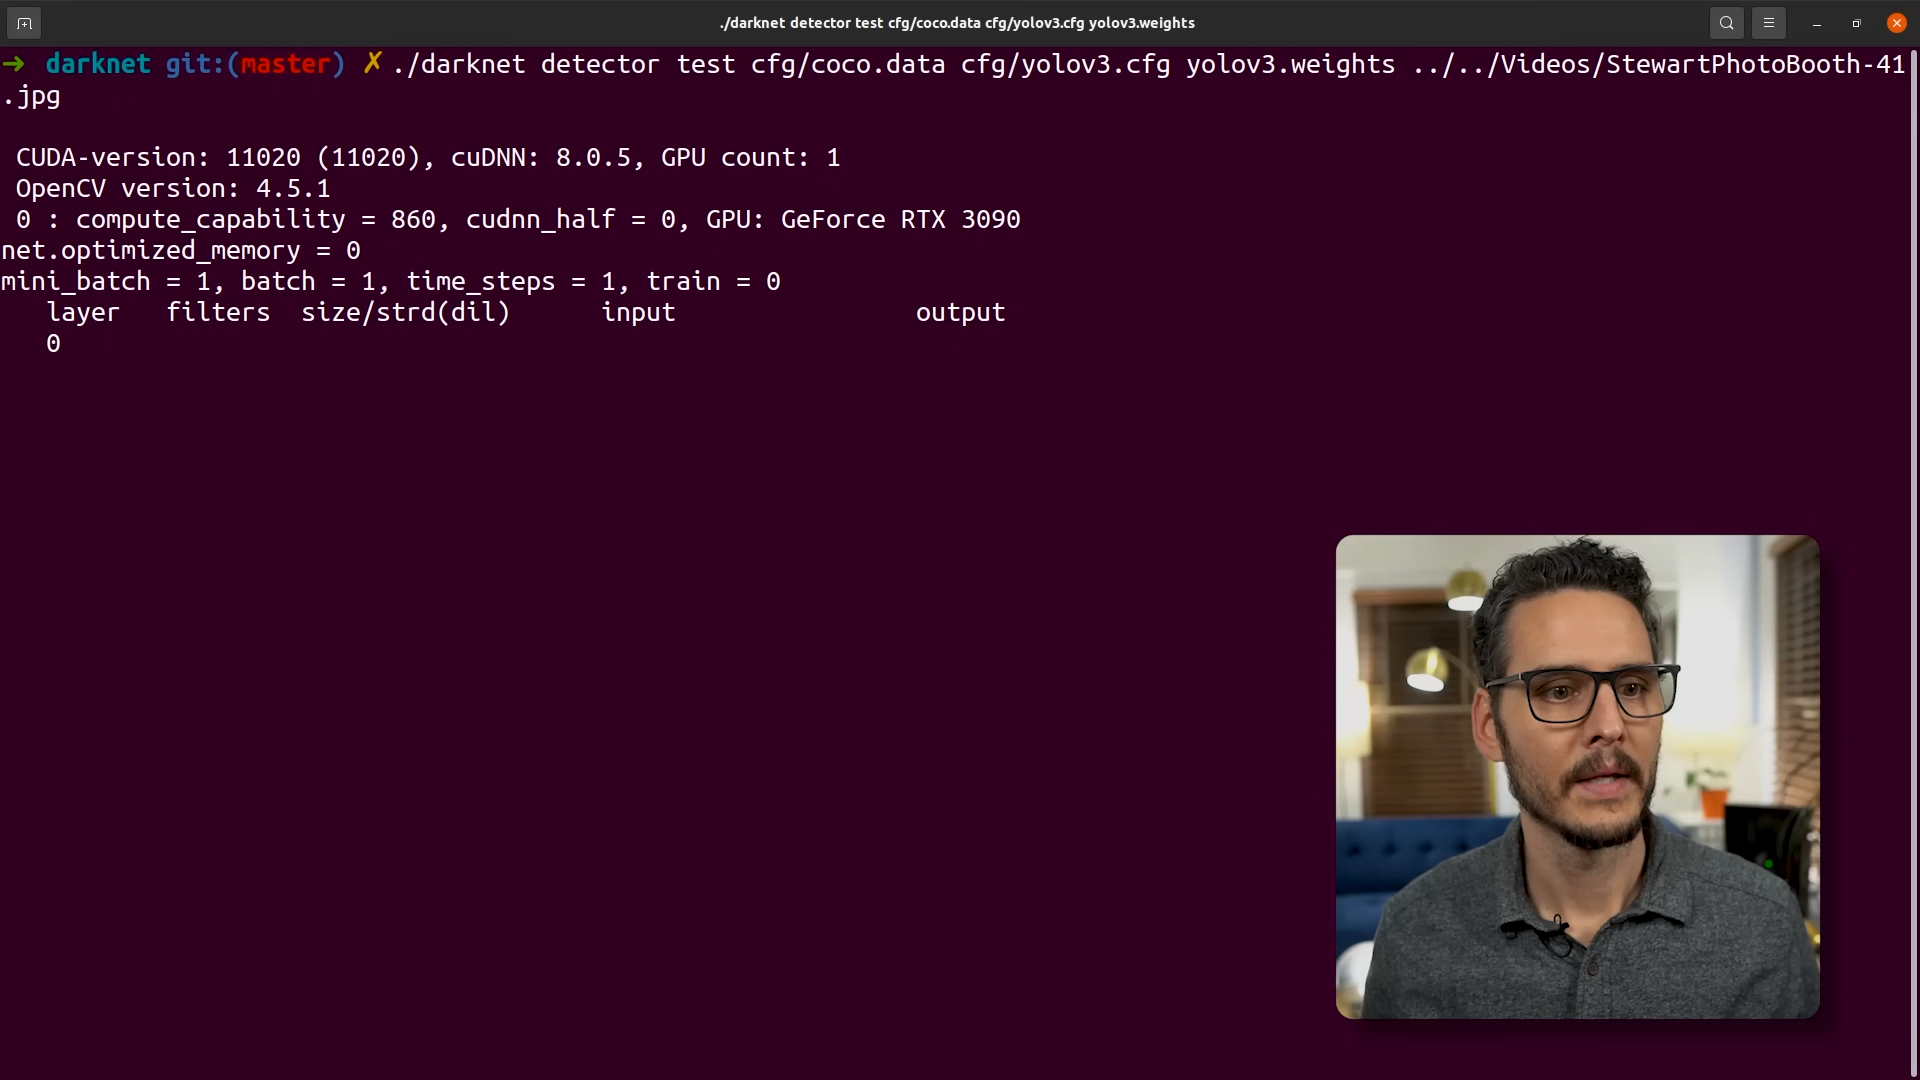 ./darknet detector test cfg/coco.data cfg/yolov3.cfg yolov3.weights
➜ darknet git:(master) ✗ ./darknet detector test cfg/coco.data cfg/yolov3.cfg yolov3.weights ../../Videos/StewartPhotoBooth-41
.jpg
CUDA-version: 11020 (11020), cuDNN: 8.0.5, GPU count: 1
OpenCV version: 4.5.1
0 : compute_capability = 860, cudnn_half = 0, GPU: GeForce RTX 3090
net.optimized_memory = 0
mini_batch = 1, batch = 1, time_steps = 1, train = 0
layer filters size/strd(dil) input output
0